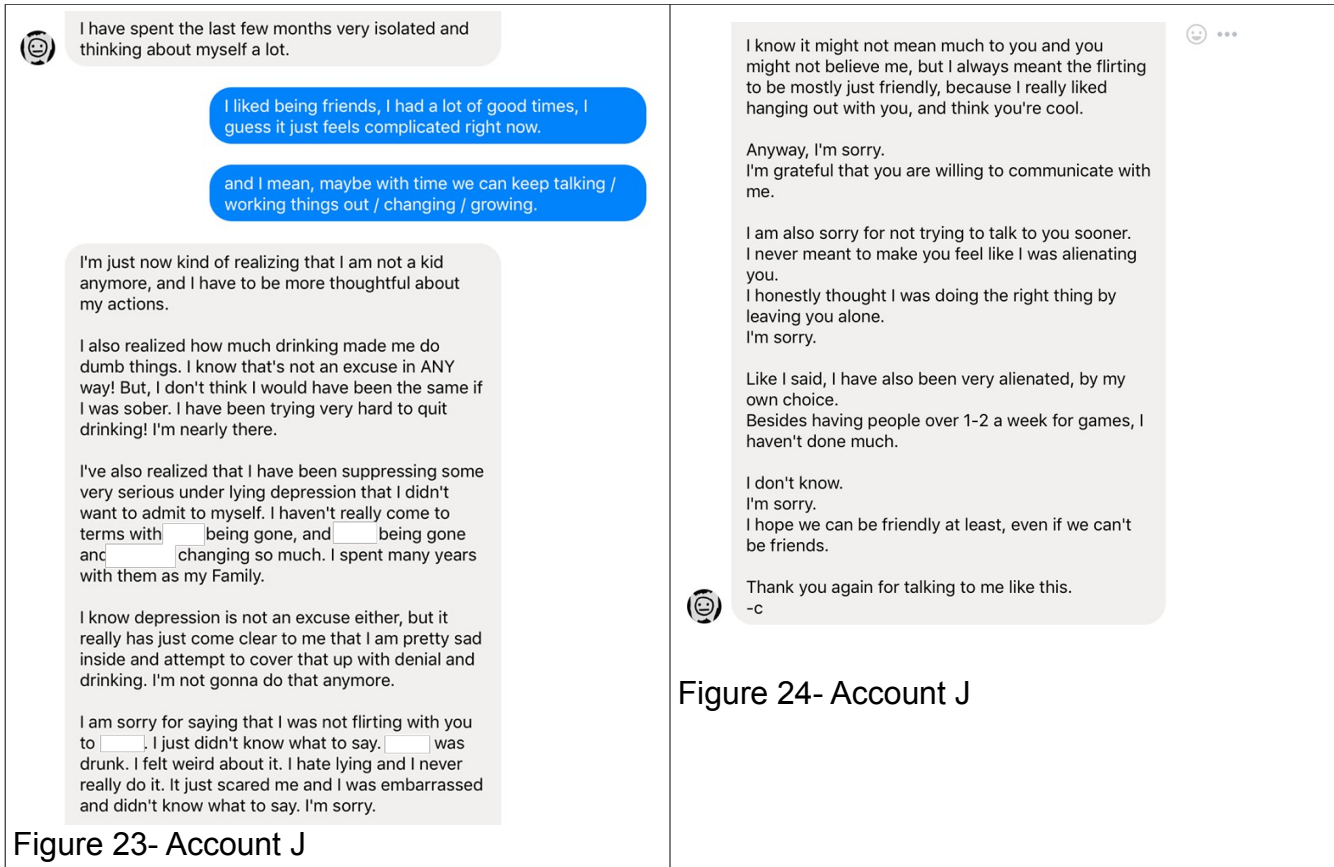 I have spent the last few months very isolated and
thinking about myself a lot.
I liked being friends, I had a lot of good times, I
guess it just feels complicated right now.
and I mean, maybe with time we can keep talking /
working things out / changing / growing.
I'm just now kind of realizing that I am not a kid
anymore, and I have to be more thoughtful about
my actions.
I also realized how much drinking made me do
dumb things. I know that's not an excuse in ANY
way! But, I don't think I would have been the same if
I was sober. I have been trying very hard to quit
drinking! I'm nearly there.
I've also realized that I have been suppressing some
very serious under lying depression that I didn't
want to admit to myself. I haven't really come to
terms with being gone, and being gone
and changing so much. I spent many years
with them as my Family.
I know depression is not an excuse either, but it
really has just come clear to me that I am pretty sad
inside and attempt to cover that up with denial and
drinking. I'm not gonna do that anymore.
I am sorry for saying that I was not flirting with you
to . I just didn't know what to say. was
drunk. I felt weird about it. I hate lying and I never
really do it. It just scared me and I was embarrassed
and didn't know what to say. I'm sorry.
Figure 23- Account J
I know it might not mean much to you and you
might not believe me, but I always meant the flirting
to be mostly just friendly, because I really liked
hanging out with you, and think you're cool.
Anyway, I'm sorry.
I'm grateful that you are willing to communicate with
me.
I am also sorry for not trying to talk to you sooner.
I never meant to make you feel like I was alienating
you.
I honestly thought I was doing the right thing by
leaving you alone.
I'm sorry.
Like I said, I have also been very alienated, by my
own choice.
Besides having people over 1-2 a week for games, I
haven't done much.
I don't know.
I'm sorry.
I hope we can be friendly at least, even if we can't
be friends.
Thank you again for talking to me like this.
-c
Figure 24- Account J